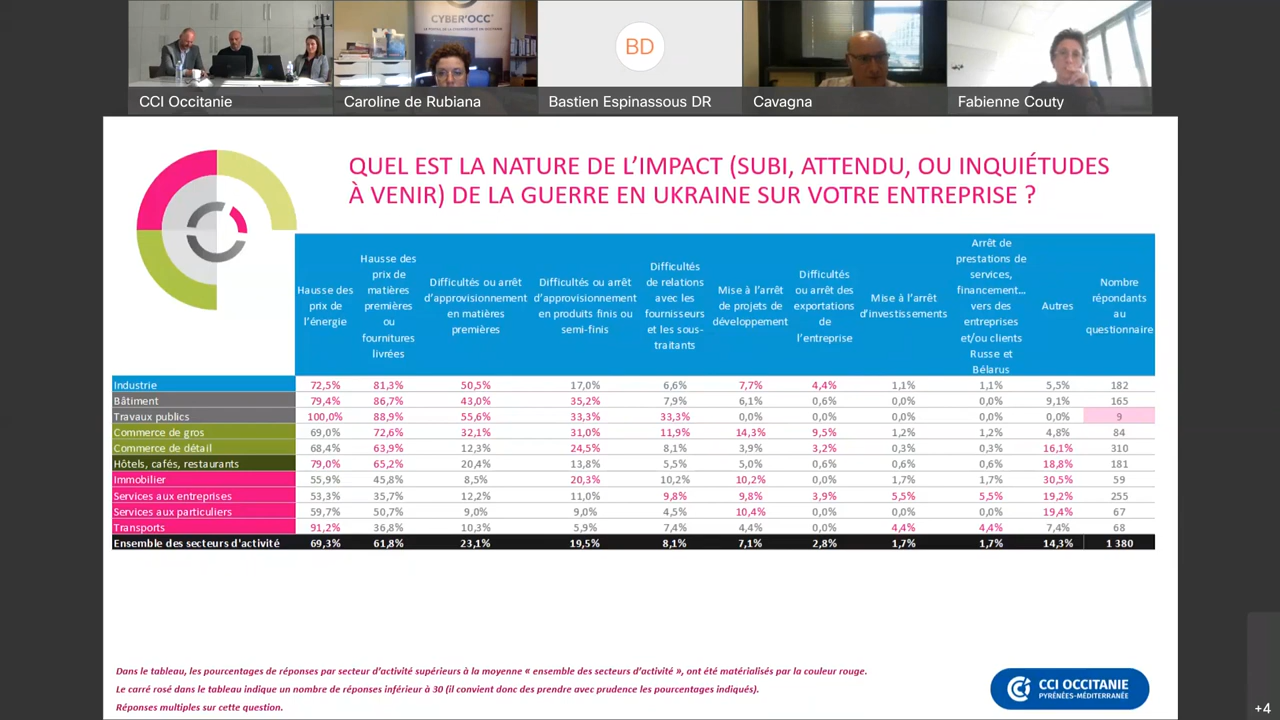 CYBER'OCC
BD
CCI Occitanie
Caroline de Rubiana
Bastien Espinassous DR
Cavagna
Fabienne Couty
QUEL EST LA NATURE DE L'IMPACT (SUBI, ATTENDU, OU INQUIÉTUDES
À VENIR) DE LA GUERRE EN UKRAINE SUR VOTRE ENTREPRISE ?
Hausse des prix de l'énergie
Hausse des prix de matières premières ou fournitures livrées
Difficultés ou arrêt d'approvisionnement en matières premières
Difficultés ou arrêt d'approvisionnement en produits finis ou semi-finis
Difficultés de relations avec les fournisseurs et les sous-traitants
Mise à l'arrêt de projets de développement
Difficultés ou arrêt des exportations de l'entreprise
Mise à l'arrêt d'investissements
Arrêt de prestations de services, financement... vers des entreprises et/ou clients Russe et Bélarus
Autres
Nombre répondants au questionnaire
Industrie 72,5% 81,3% 50,5% 17,0% 6,6% 7,7% 4,4% 1,1% 1,1% 5,5% 182
Bâtiment 79,4% 86,7% 43,0% 35,2% 7,9% 6,1% 0,6% 0,0% 0,0% 9,1% 165
Travaux publics 100,0% 88,9% 55,6% 33,3% 33,3% 0,0% 0,0% 0,0% 0,0% 0,0% 9
Commerce de gros 69,0% 72,6% 32,1% 31,0% 11,9% 14,3% 9,5% 1,2% 1,2% 4,8% 84
Commerce de détail 68,4% 63,9% 12,3% 24,5% 8,1% 3,9% 3,2% 0,3% 0,3% 16,1% 310
Hôtels, cafés, restaurants 79,0% 65,2% 20,4% 13,8% 5,5% 5,0% 0,6% 0,6% 0,6% 18,8% 181
Immobilier 55,9% 45,8% 8,5% 20,3% 10,2% 10,2% 0,0% 1,7% 1,7% 30,5% 59
Services aux entreprises 53,3% 35,7% 12,2% 11,0% 9,8% 9,8% 3,9% 5,5% 5,5% 19,2% 255
Services aux particuliers 59,7% 50,7% 9,0% 9,0% 4,5% 10,4% 0,0% 0,0% 0,0% 19,4% 67
Transports 91,2% 36,8% 10,3% 5,9% 7,4% 4,4% 0,0% 4,4% 4,4% 7,4% 68
Ensemble des secteurs d'activité 69,3% 61,8% 23,1% 19,5% 8,1% 7,1% 2,8% 1,7% 1,7% 14,3% 1 380
Dans le tableau, les pourcentages de réponses par secteur d'activité supérieurs à la moyenne « ensemble des secteurs d'activité », ont été matérialisés par la couleur rouge.
Le carré rosé dans le tableau indique un nombre de réponses inférieur à 30 (il convient donc des prendre avec prudence les pourcentages indiqués).
Réponses multiples sur cette question.
CCI OCCITANIE
PYRÉNÉES-MÉDITERRANÉE
+4